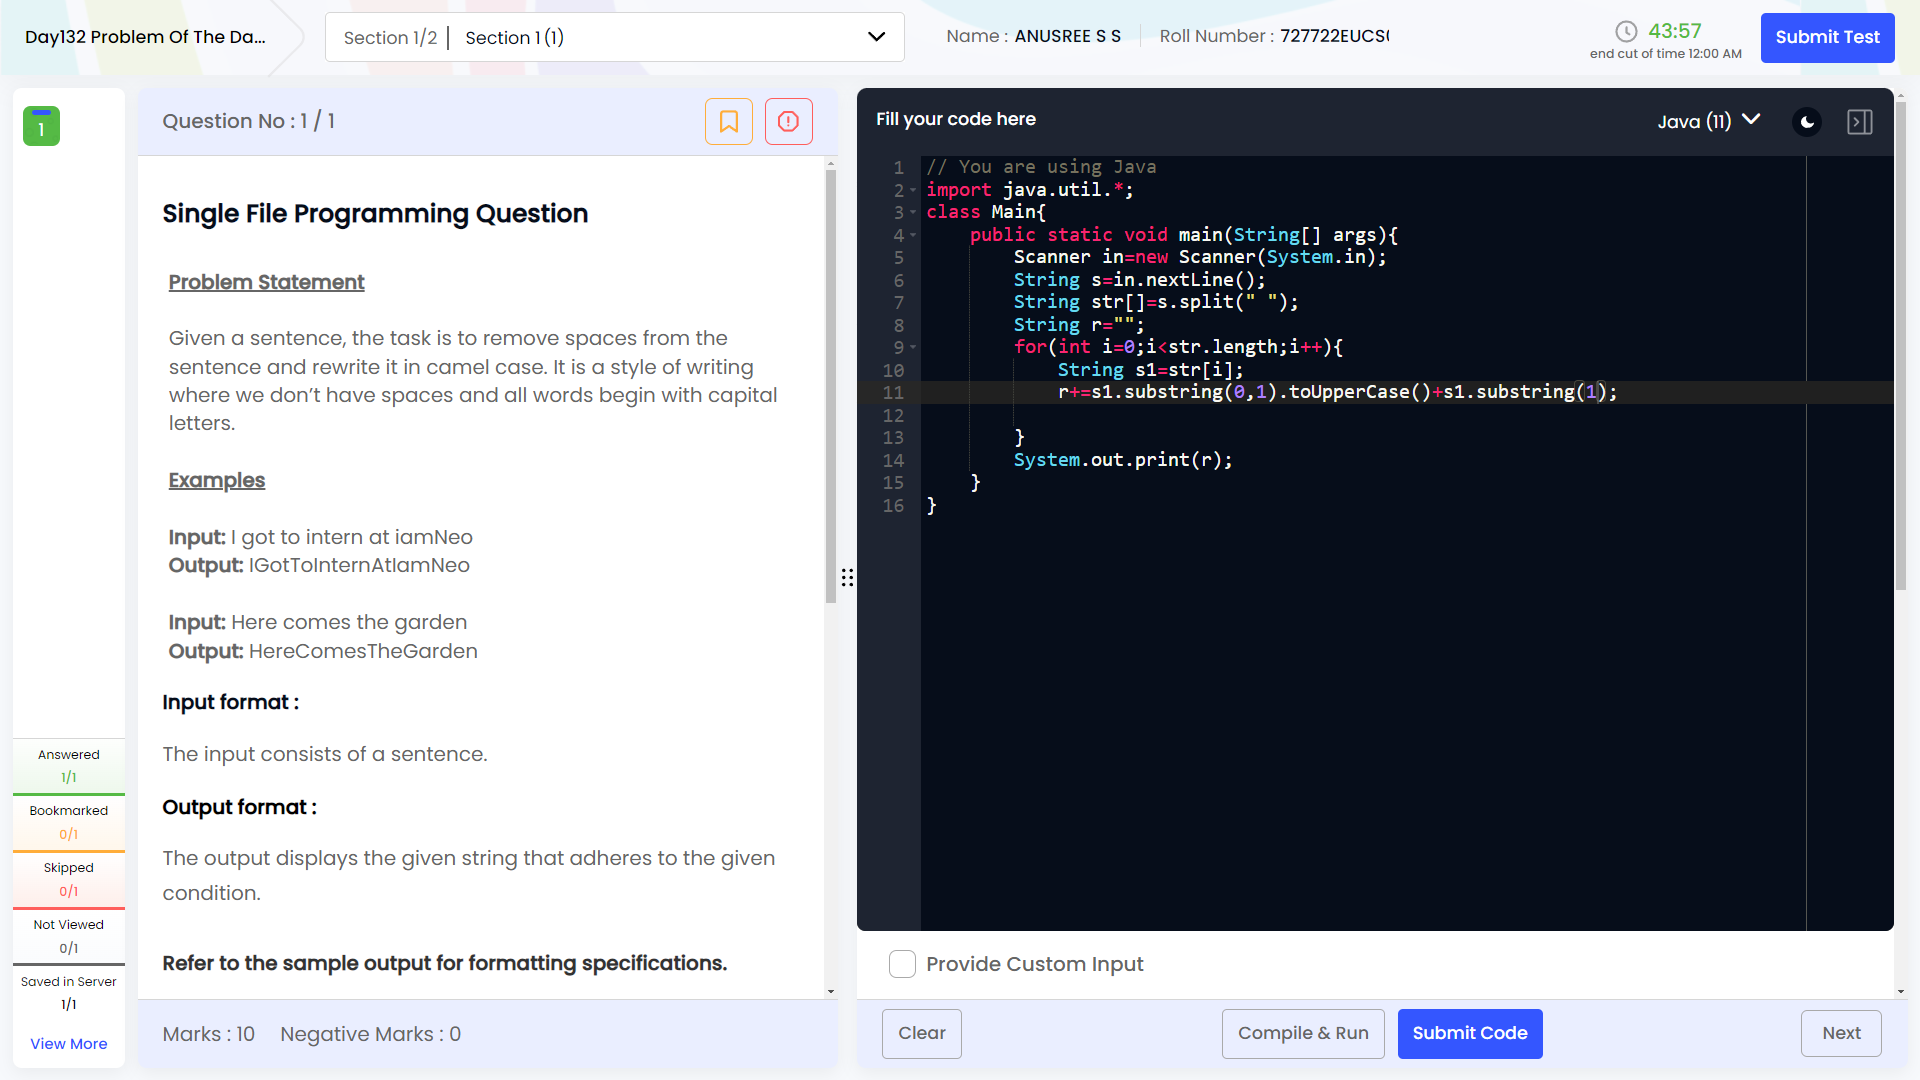 Day132 Problem Of The Da...
Section 1/2 | Section 1 (1)
Name : ANUSREE S S
Roll Number : 727722EUCS
43:57
end cut of time 12:00 AM
Submit Test
1
Question No : 1 / 1
Single File Programming Question
Problem Statement
Given a sentence, the task is to remove spaces from the
sentence and rewrite it in camel case. It is a style of writing
where we don’t have spaces and all words begin with capital
letters.
Examples
Input: I got to intern at iamNeo
Output: IGotToInternAtIamNeo
Input: Here comes the garden
Output: HereComesTheGarden
Input format :
The input consists of a sentence.
Output format :
The output displays the given string that adheres to the given
condition.
Refer to the sample output for formatting specifications.
Marks : 10 Negative Marks : 0
Answered
1/1
Bookmarked
0/1
Skipped
0/1
Not Viewed
0/1
Saved in Server
1/1
View More
Fill your code here
Java (11)
1 // You are using Java
2 import java.util.*;
3 class Main{
4 public static void main(String[] args){
5 Scanner in=new Scanner(System.in);
6 String s=in.nextLine();
7 String str[]=s.split(" ");
8 String r="";
9 for(int i=0;i<str.length;i++){
10 String s1=str[i];
11 r+=s1.substring(0,1).toUpperCase()+s1.substring(1);
12
13 }
14 System.out.print(r);
15 }
16 }
Provide Custom Input
Clear
Compile & Run
Submit Code
Next